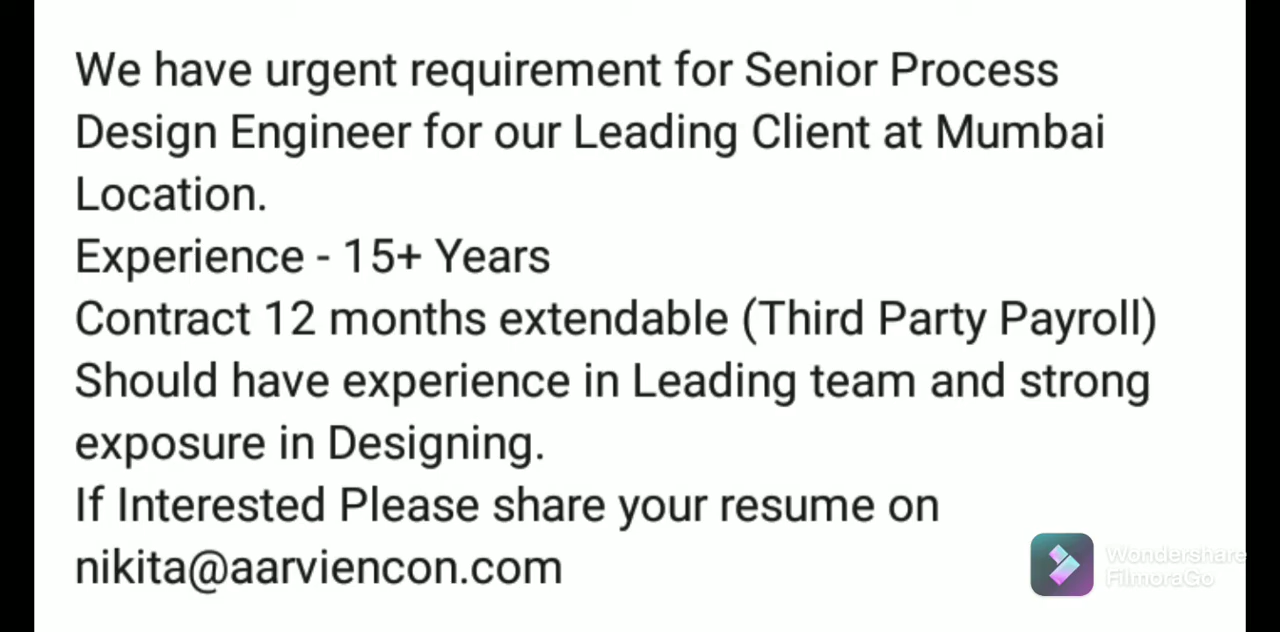 We have urgent requirement for Senior Process
Design Engineer for our Leading Client at Mumbai
Location.
Experience - 15+ Years
Contract 12 months extendable (Third Party Payroll)
Should have experience in Leading team and strong
exposure in Designing.
If Interested Please share your resume on
nikita@aarviencon.com
Wondershare
FilmoraGo